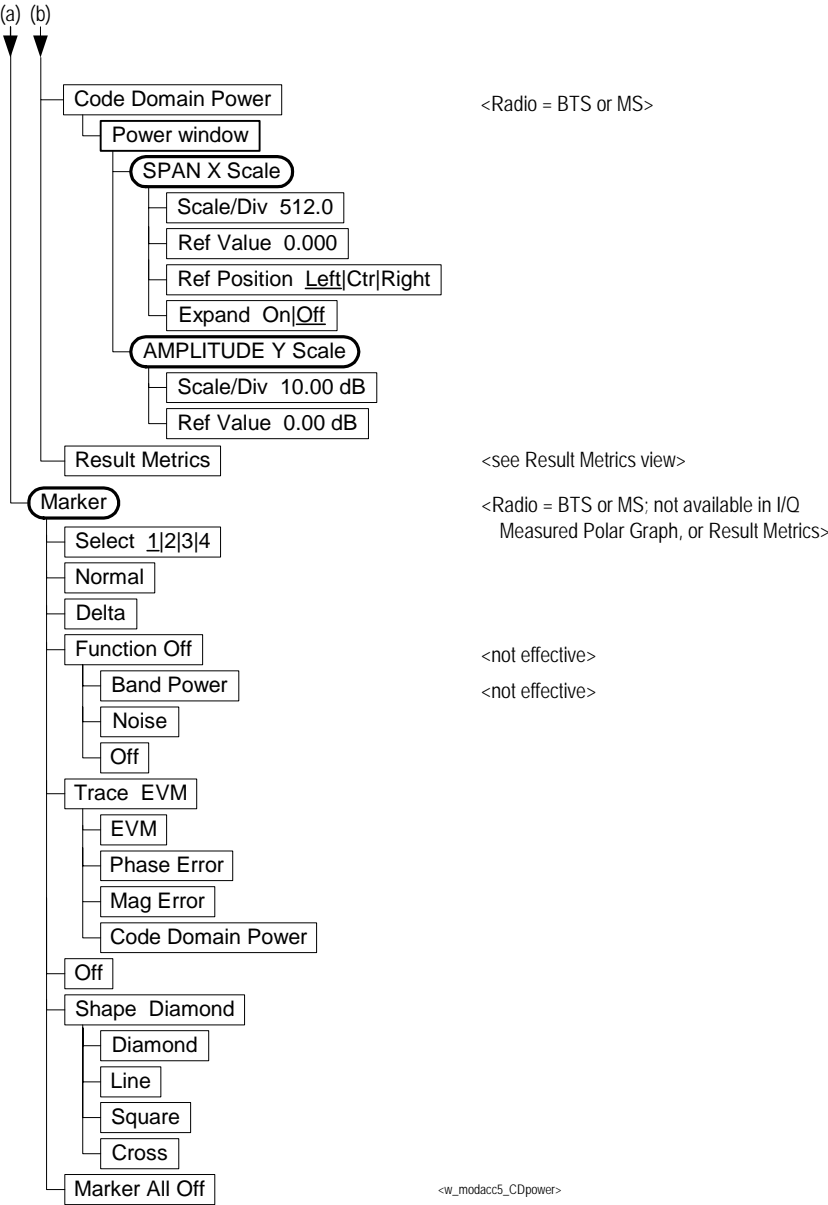 (a) (b)
Code Domain Power <Radio = BTS or MS>
Power window
SPAN X Scale
Scale/Div 512.0
Ref Value 0.000
Ref Position Left|Ctr|Right
Expand On|Off
AMPLITUDE Y Scale
Scale/Div 10.00 dB
Ref Value 0.00 dB
Result Metrics <see Result Metrics view>
Marker <Radio = BTS or MS; not available in I/Q
Measured Polar Graph, or Result Metrics>
Select 1|2|3|4
Normal
Delta
Function Off <not effective>
Band Power <not effective>
Noise
Off
Trace EVM
EVM
Phase Error
Mag Error
Code Domain Power
Off
Shape Diamond
Diamond
Line
Square
Cross
Marker All Off <w_modacc5_CDpower>